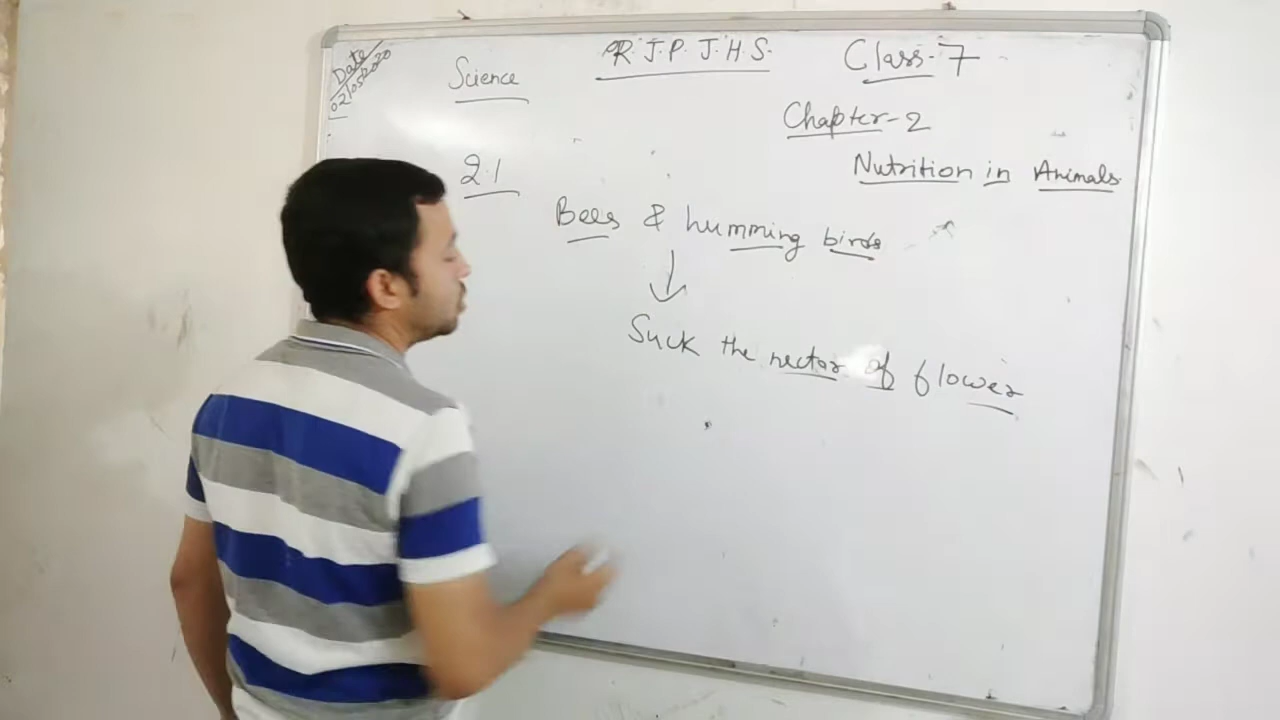 Date
02/05/2020
Science
R.J.P.J.H.S.
Class-7
Chapter-2
Nutrition in Animals
2.1
Bees & humming birds
Suck the nector of flower